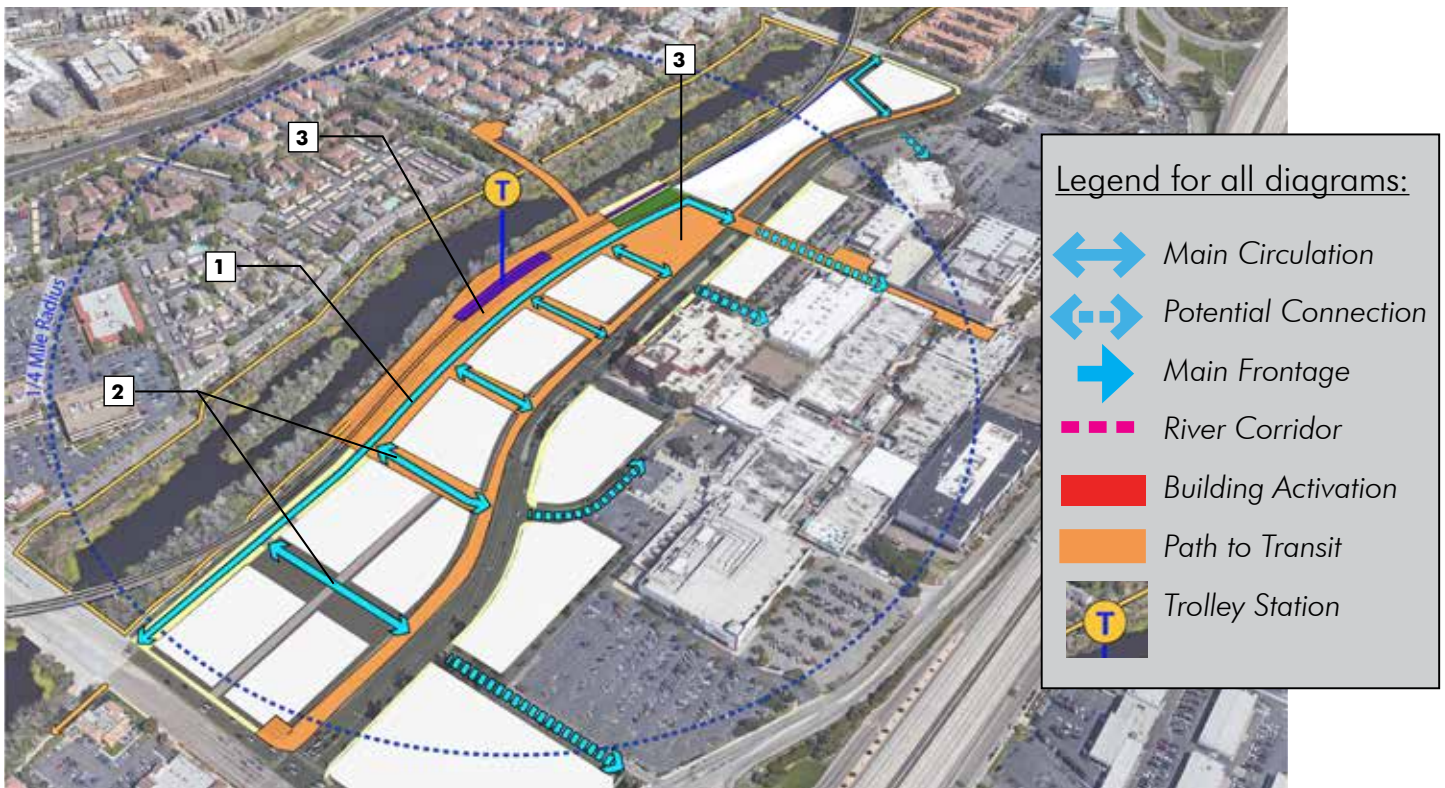 3
3
T
1
1/4 Mile Radius
2
Legend for all diagrams:
Main Circulation
Potential Connection
Main Frontage
River Corridor
Building Activation
Path to Transit
Trolley Station
T